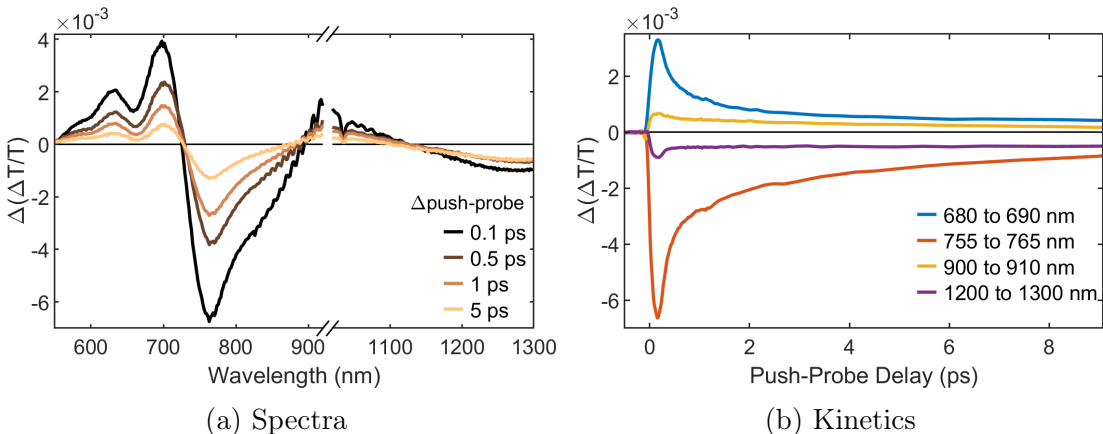 ×10⁻³
4
2
0
-2
-4
-6
Δ(ΔT/T)
Δpush-probe
0.1 ps
0.5 ps
1 ps
5 ps
600 700 800 900 1100 1200 1300
Wavelength (nm)
(a) Spectra
×10⁻³
4
2
0
-2
-4
-6
Δ(ΔT/T)
680 to 690 nm
755 to 765 nm
900 to 910 nm
1200 to 1300 nm
0 2 4 6 8
Push-Probe Delay (ps)
(b) Kinetics